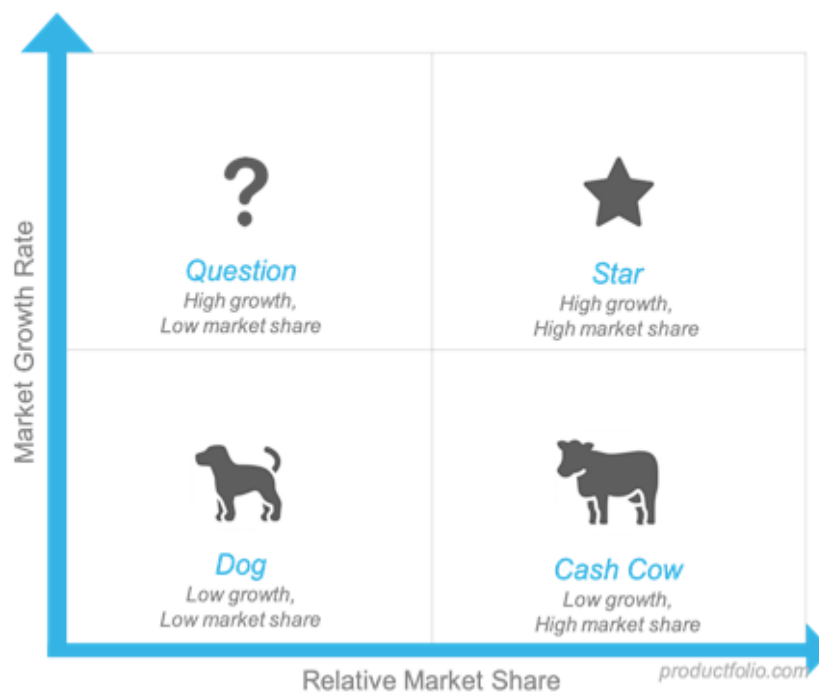 Market Growth Rate
?
Question
High growth,
Low market share
Star
High growth,
High market share
Dog
Low growth,
Low market share
Cash Cow
Low growth,
High market share
Relative Market Share
productfolio.com